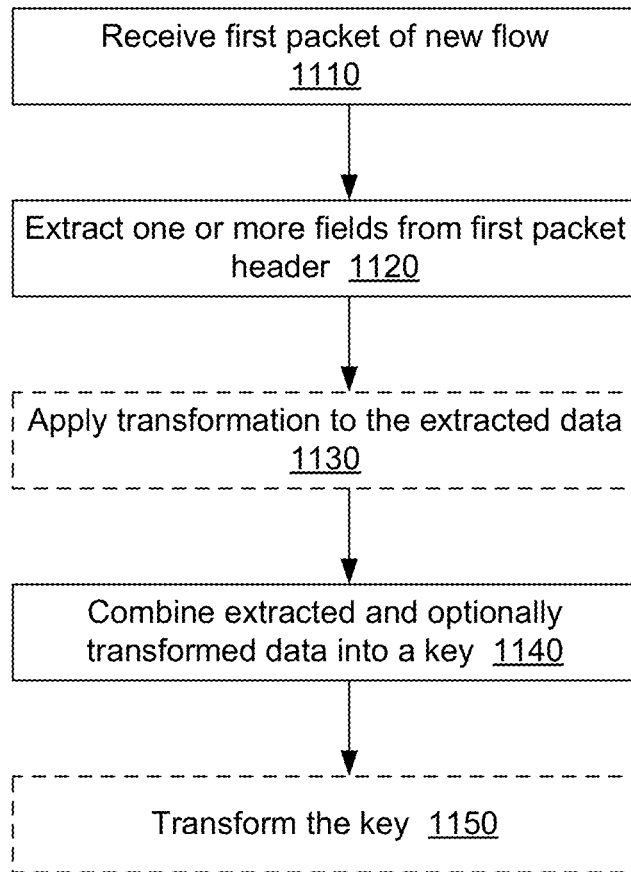 Receive first packet of new flow
1110
Extract one or more fields from first packet
header 1120
Apply transformation to the extracted data
1130
Combine extracted and optionally
transformed data into a key 1140
Transform the key 1150